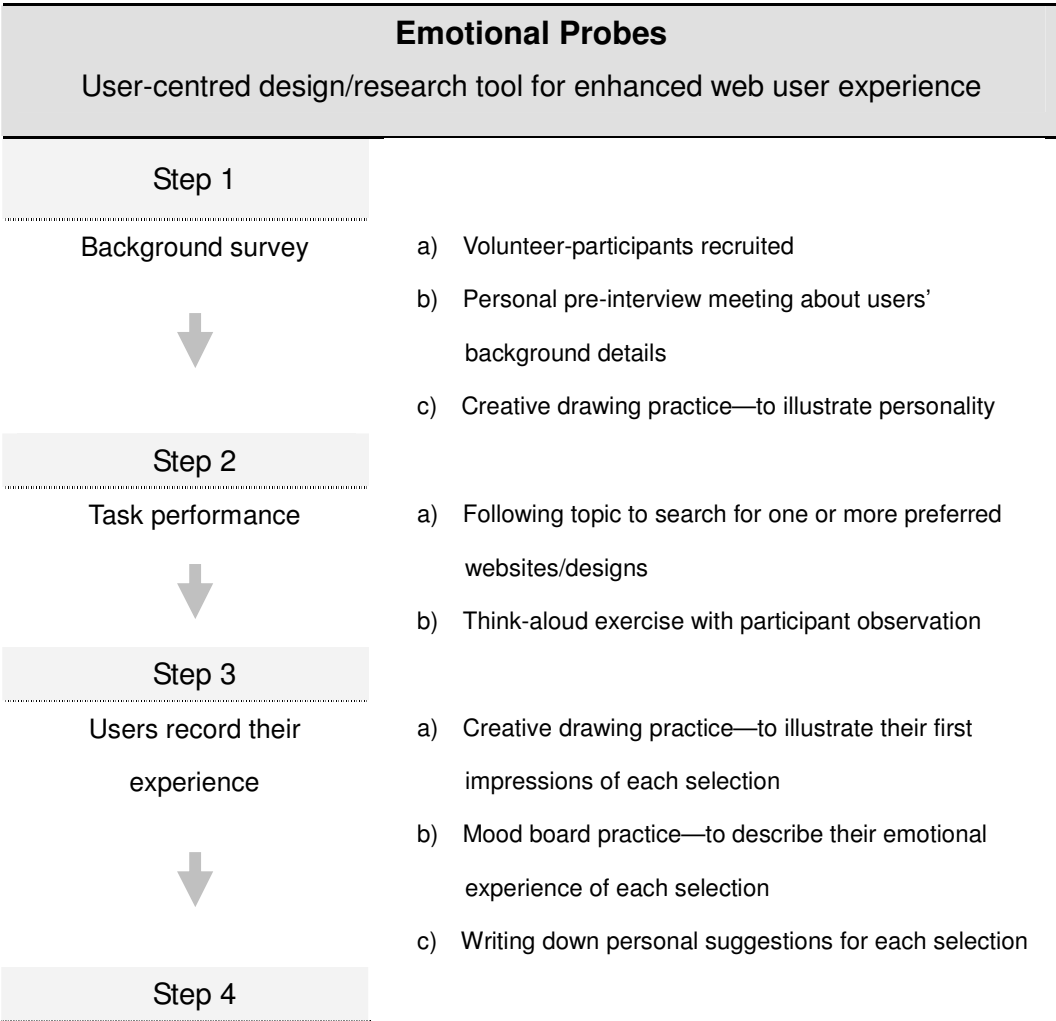 Emotional Probes
User-centred design/research tool for enhanced web user experience
Step 1
Background survey
a) Volunteer-participants recruited
b) Personal pre-interview meeting about users’
background details
c) Creative drawing practice—to illustrate personality
Step 2
Task performance
a) Following topic to search for one or more preferred
websites/designs
b) Think-aloud exercise with participant observation
Step 3
Users record their
experience
a) Creative drawing practice—to illustrate their first
impressions of each selection
b) Mood board practice—to describe their emotional
experience of each selection
c) Writing down personal suggestions for each selection
Step 4